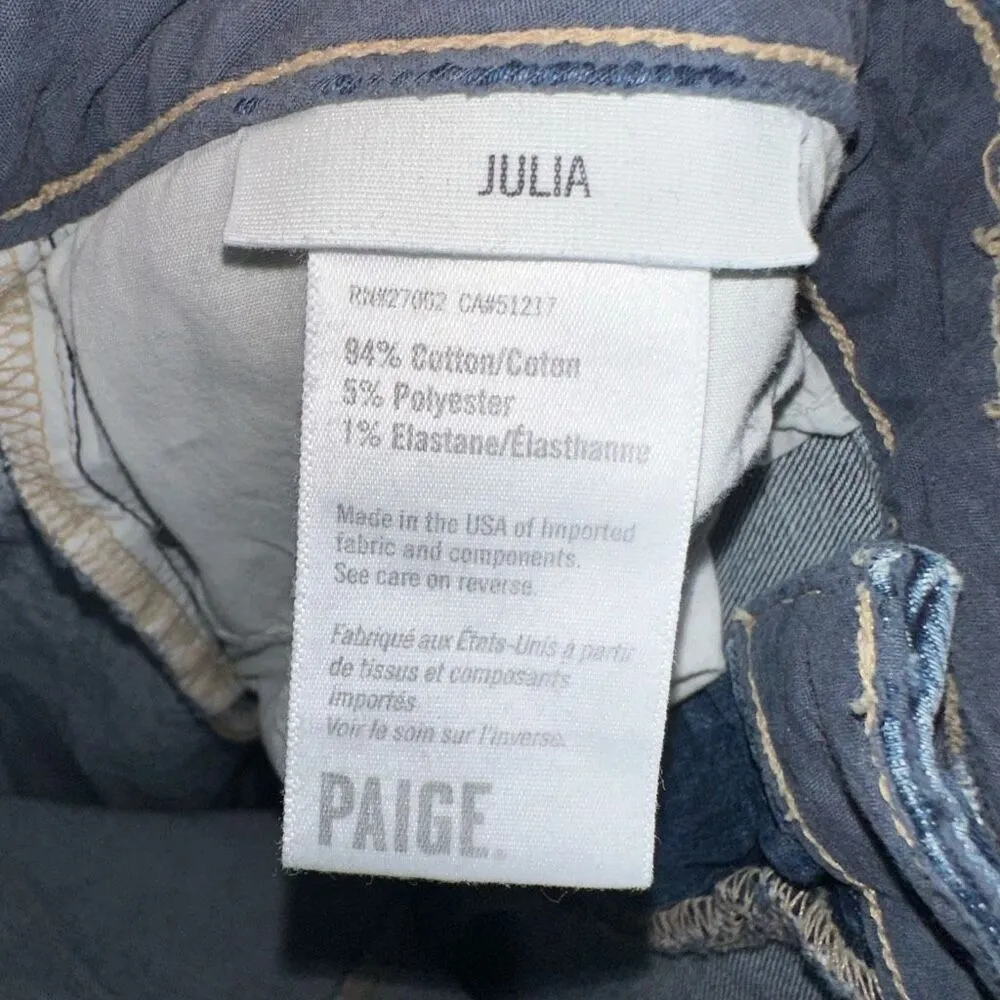 JULIA
RN#27002 CA#51217
94% Cotton/Coton
5% Polyester
1% Elastane/Élasthanne
Made in the USA of Imported
fabric and components.
See care on reverse.
Fabriqué aux États-Unis à partir
de tissus et composants
importés
Voir le soin sur l'inverse.
PAIGE